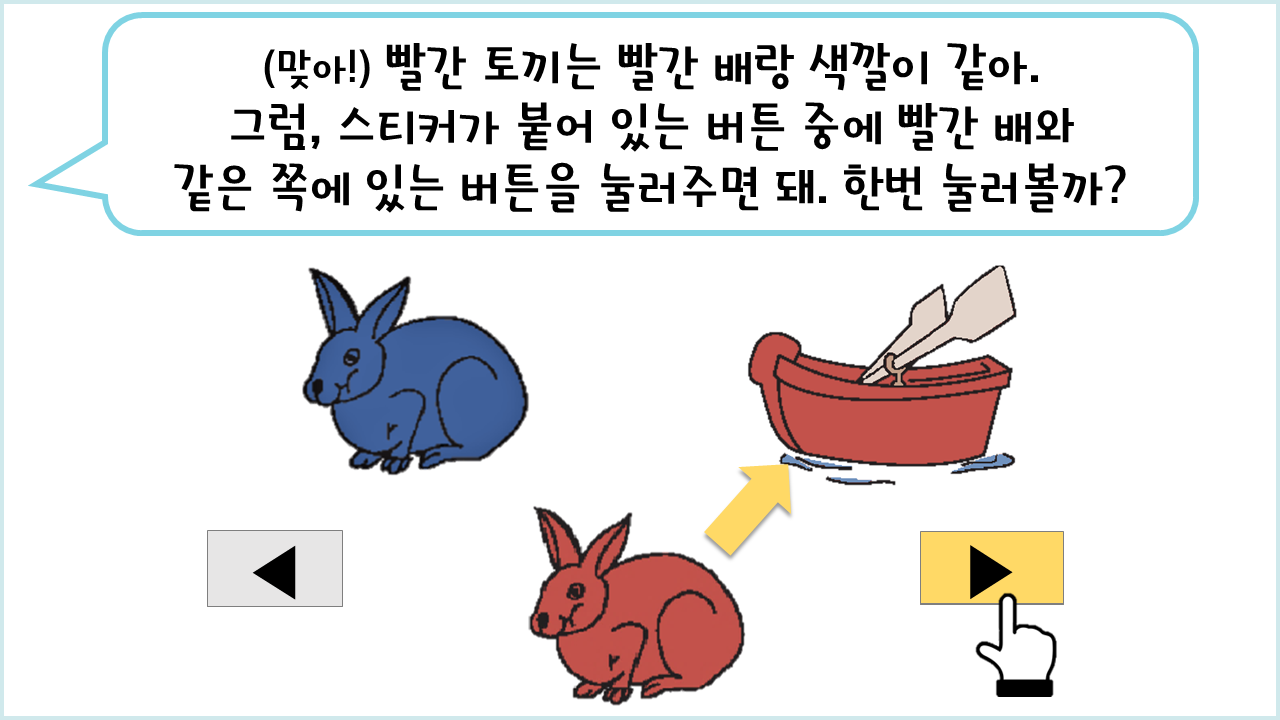 (맞아!) 빨간 토끼는 빨간 배랑 색깔이 같아.
그럼, 스티커가 붙어 있는 버튼 중에 빨간 배와
같은 쪽에 있는 버튼을 눌러주면 돼. 한번 눌러볼까?